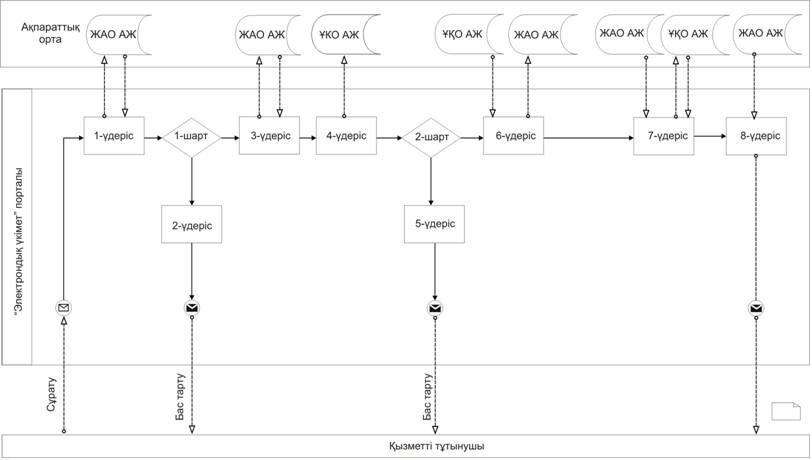 Ақпараттық
орта
ЖАО АЖ
ЖАО АЖ
ҰКО АЖ
ҰҚО АЖ
ЖАО АЖ
ЖАО АЖ
ҰҚО АЖ
ЖАО АЖ
"Электрондық үкімет" порталы
1-үдеріс
1-шарт
3-үдеріс
4-үдеріс
2-шарт
6-үдеріс
7-үдеріс
8-үдеріс
2-үдеріс
5-үдеріс
Сұрату
Бас тарту
Бас тарту
Қызметті тұтынушы